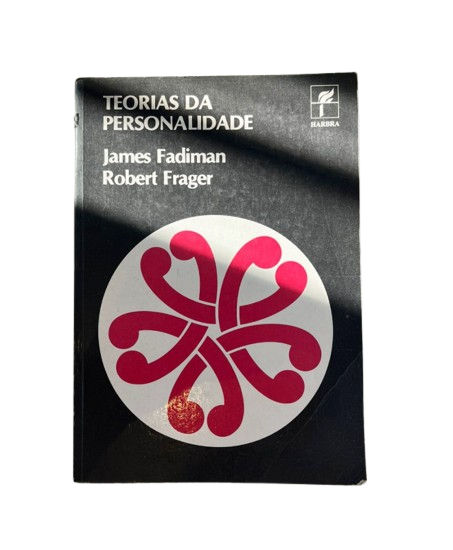 TEORIAS DA
PERSONALIDADE
HARBRA
James Fadiman
Robert Frager